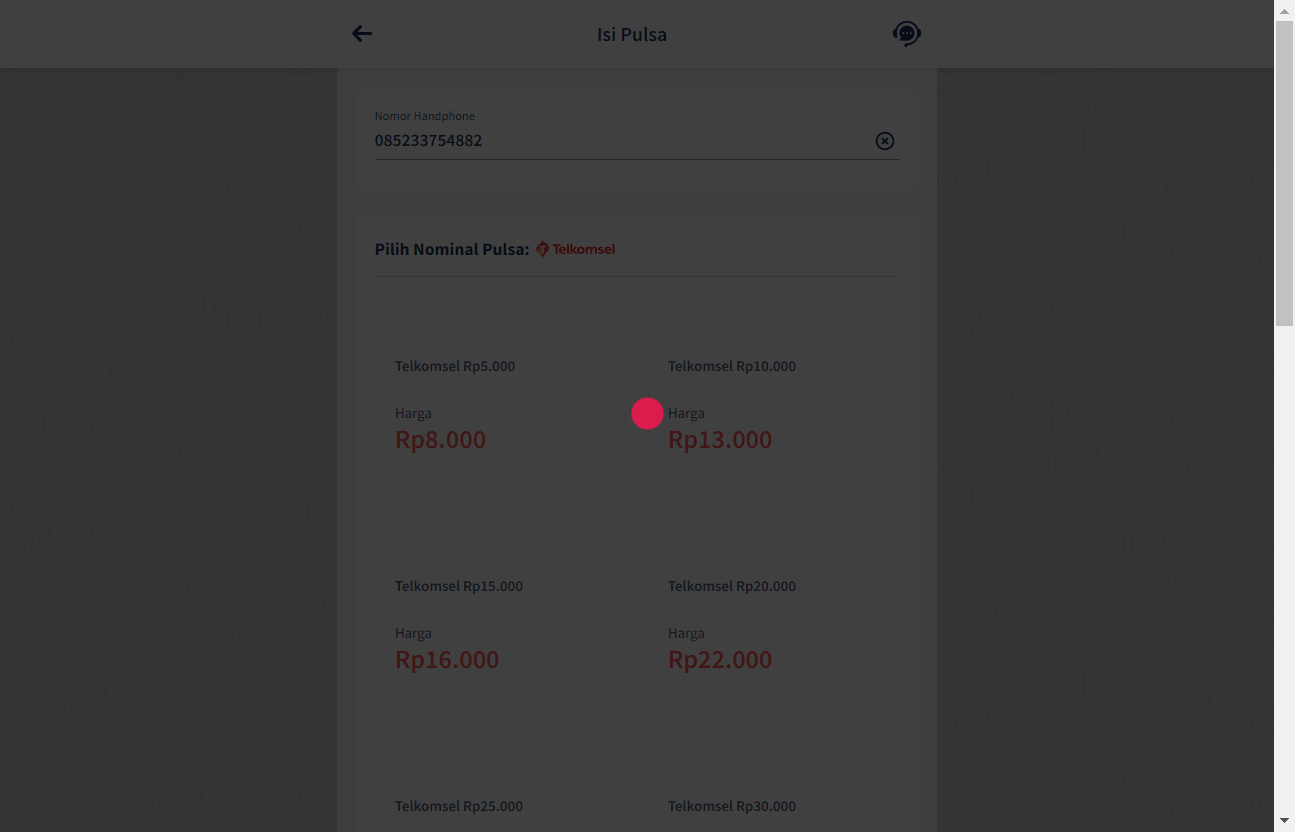 Isi Pulsa
Nomor Handphone
085233754882
Pilih Nominal Pulsa: Telkomsel
Telkomsel Rp5.000
Harga
Rp8.000
Telkomsel Rp10.000
Harga
Rp13.000
Telkomsel Rp15.000
Harga
Rp16.000
Telkomsel Rp20.000
Harga
Rp22.000
Telkomsel Rp25.000
Telkomsel Rp30.000